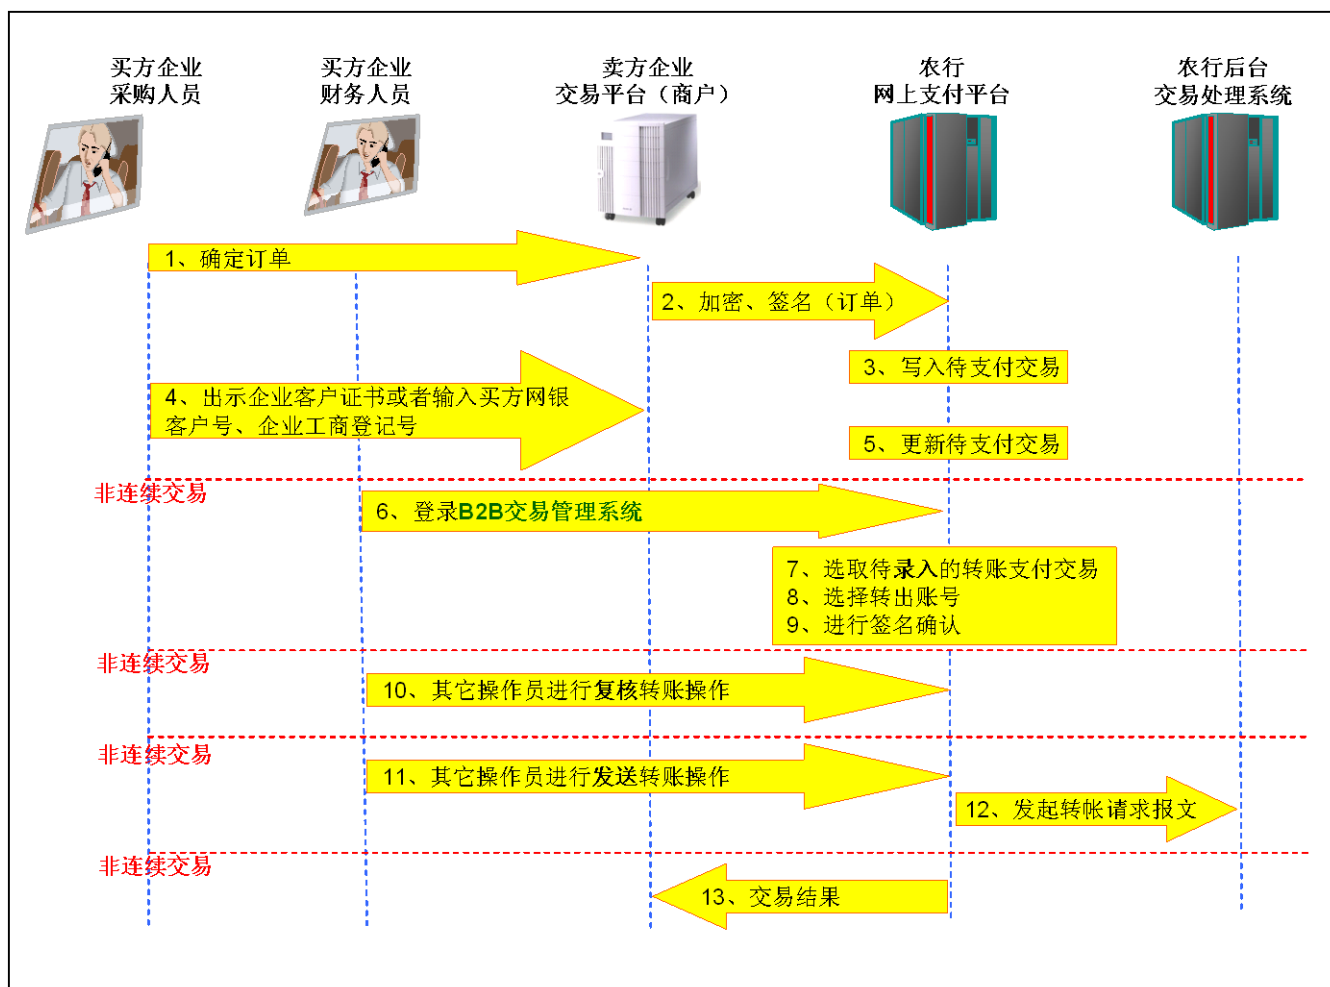 买方企业
采购人员
买方企业
财务人员
卖方企业
交易平台（商户）
农行
网上支付平台
农行后台
交易处理系统
1、确定订单
2、加密、签名（订单）
3、写入待支付交易
4、出示企业客户证书或者输入买方网银
客户号、企业工商登记号
5、更新待支付交易
非连续交易
6、登录B2B交易管理系统
7、选取待录入的转账支付交易
8、选择转出账号
9、进行签名确认
非连续交易
10、其它操作员进行复核转账操作
非连续交易
11、其它操作员进行发送转账操作
12、发起转帐请求报文
非连续交易
13、交易结果